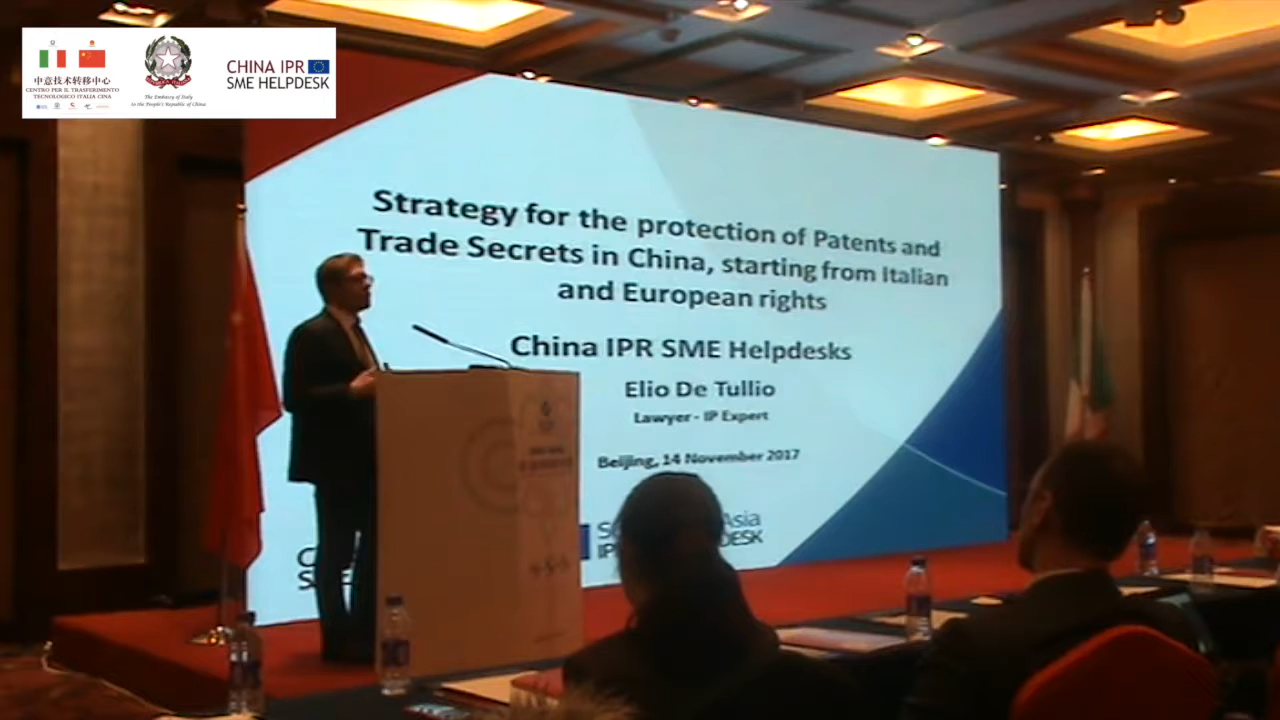 中意技术转移中心
CENTRO PER IL TRASFERIMENTO
TECNOLOGICO ITALIA CINA
The Embassy of Italy
to the People's Republic of China
CHINA IPR
SME HELPDESK
Strategy for the protection of Patents and
Trade Secrets in China, starting from Italian
and European rights
China IPR SME Helpdesks
Elio De Tullio
Lawyer - IP Expert
Beijing, 14 November 2017
Asia